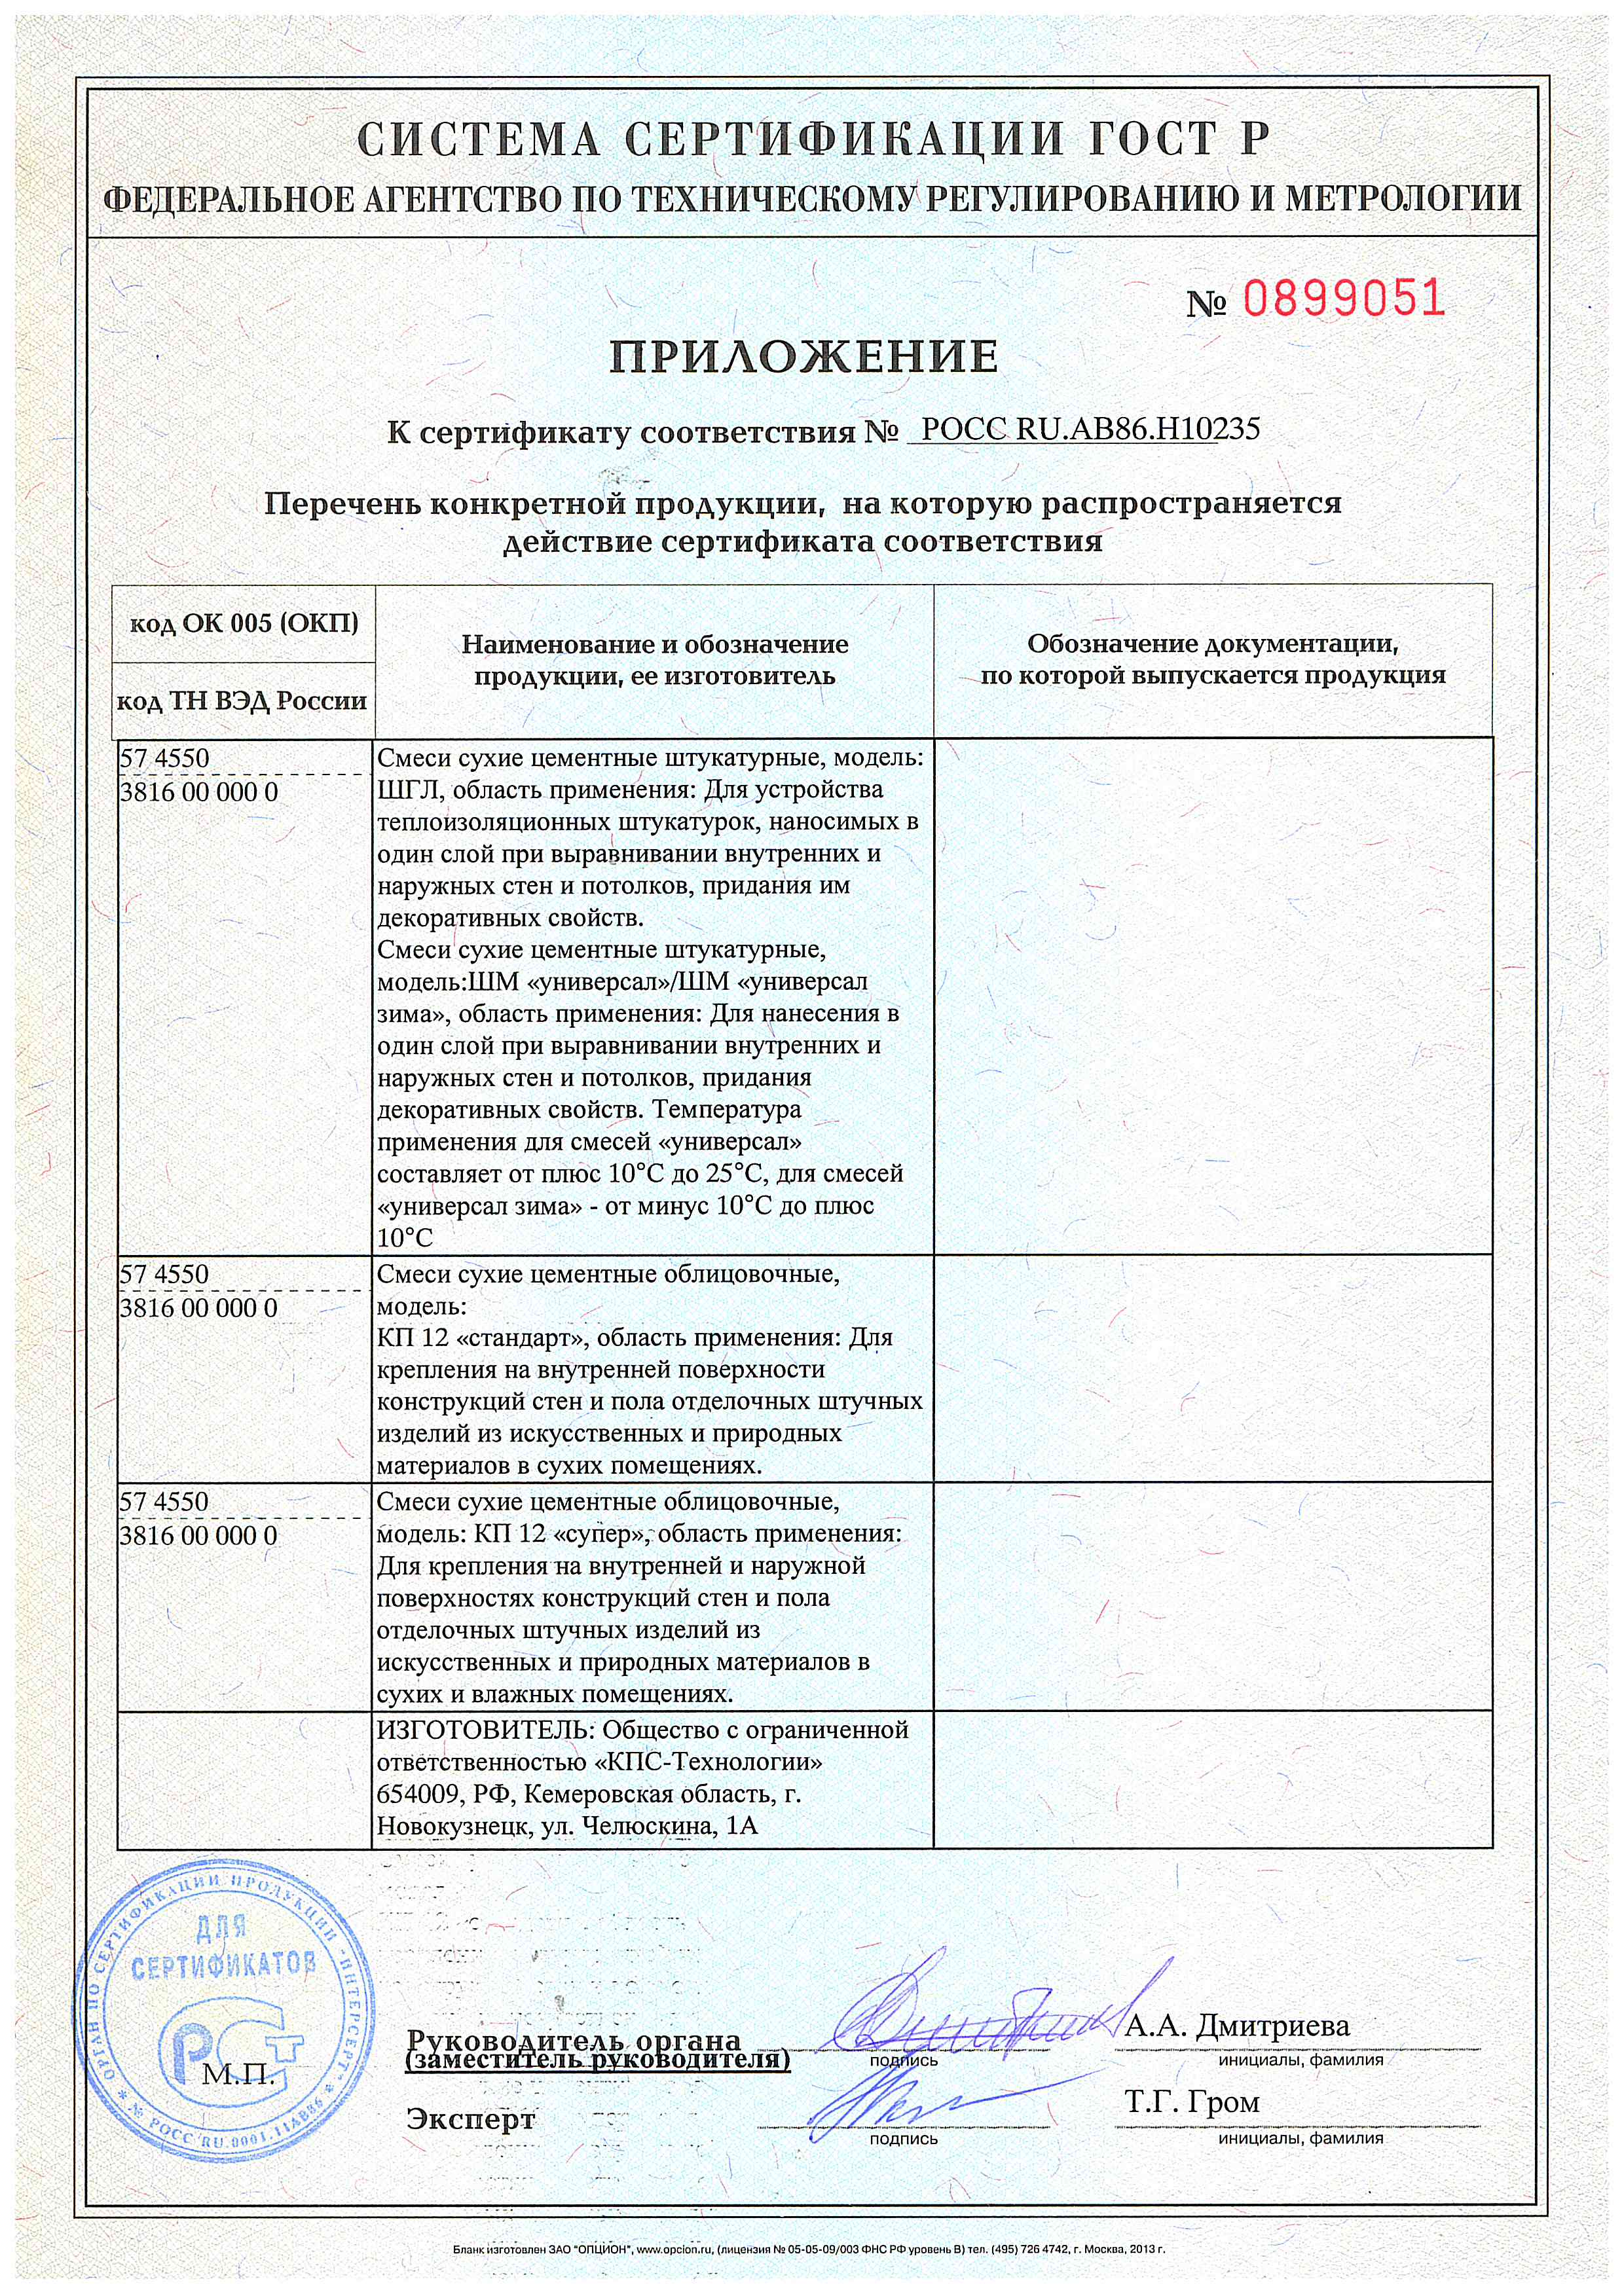 СИСТЕМА СЕРТИФИКАЦИИ ГОСТ Р
ФЕДЕРАЛЬНОЕ АГЕНТСТВО ПО ТЕХНИЧЕСКОМУ РЕГУЛИРОВАНИЮ И МЕТРОЛОГИИ
№ 0899051
ПРИЛОЖЕНИЕ
К сертификату соответствия № РОСС RU.АВ86.Н10235
Перечень конкретной продукции, на которую распространяется
действие сертификата соответствия
код ОК 005 (ОКП)
код ТН ВЭД России
Наименование и обозначение
продукции, ее изготовитель
Обозначение документации,
по которой выпускается продукция
57 4550
3816 00 000 0
Смеси сухие цементные штукатурные, модель:
ШГЛ, область применения: Для устройства
теплоизоляционных штукатурок, наносимых в
один слой при выравнивании внутренних и
наружных стен и потолков, придания им
декоративных свойств.
Смеси сухие цементные штукатурные,
модель:ШМ «универсал»/ШМ «универсал
зима», область применения: Для нанесения в
один слой при выравнивании внутренних и
наружных стен и потолков, придания
декоративных свойств. Температура
применения для смесей «универсал»
составляет от плюс 10°С до 25°С, для смесей
«универсал зима» - от минус 10°С до плюс
10°С
57 4550
3816 00 000 0
Смеси сухие цементные облицовочные,
модель:
КП 12 «стандарт», область применения: Для
крепления на внутренней поверхности
конструкций стен и пола отделочных штучных
изделий из искусственных и природных
материалов в сухих помещениях.
57 4550
3816 00 000 0
Смеси сухие цементные облицовочные,
модель: КП 12 «супер», область применения:
Для крепления на внутренней и наружной
поверхностях конструкций стен и пола
отделочных штучных изделий из
искусственных и природных материалов в
сухих и влажных помещениях.
ИЗГОТОВИТЕЛЬ: Общество с ограниченной
ответственностью «КПС-Технологии»
654009, РФ, Кемеровская область, г.
Новокузнецк, ул. Челюскина, 1А
ОРГАН ПО СЕРТИФИКАЦИИ ПРОДУКЦИИ "ИНТЕРСЕРТ"
№ РОСС RU.0001.11АВ86
ДЛЯ
СЕРТИФИКАТОВ
М.П.
Руководитель органа
(заместитель руководителя)
подпись
А.А. Дмитриева
инициалы, фамилия
Эксперт
подпись
Т.Г. Гром
инициалы, фамилия
Бланк изготовлен ЗАО "ОПЦИОН", www.opcion.ru, (лицензия № 05-05-09/003 ФНС РФ уровень В) тел. (495) 726 4742, г. Москва, 2013 г.